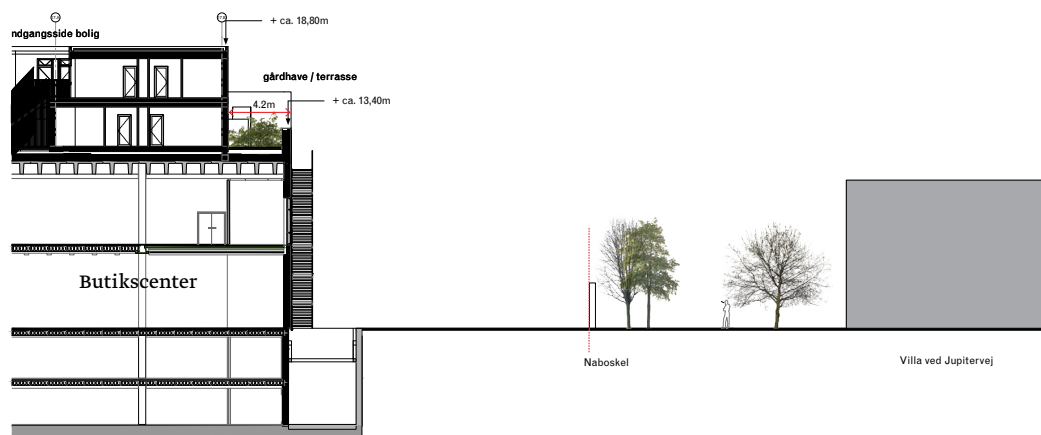 + ca. 18,80m
ndgangsside bolig
gårdhave / terrasse
+ ca. 13,40m
4.2m
Butikscenter
Naboskel
Villa ved Jupitervej